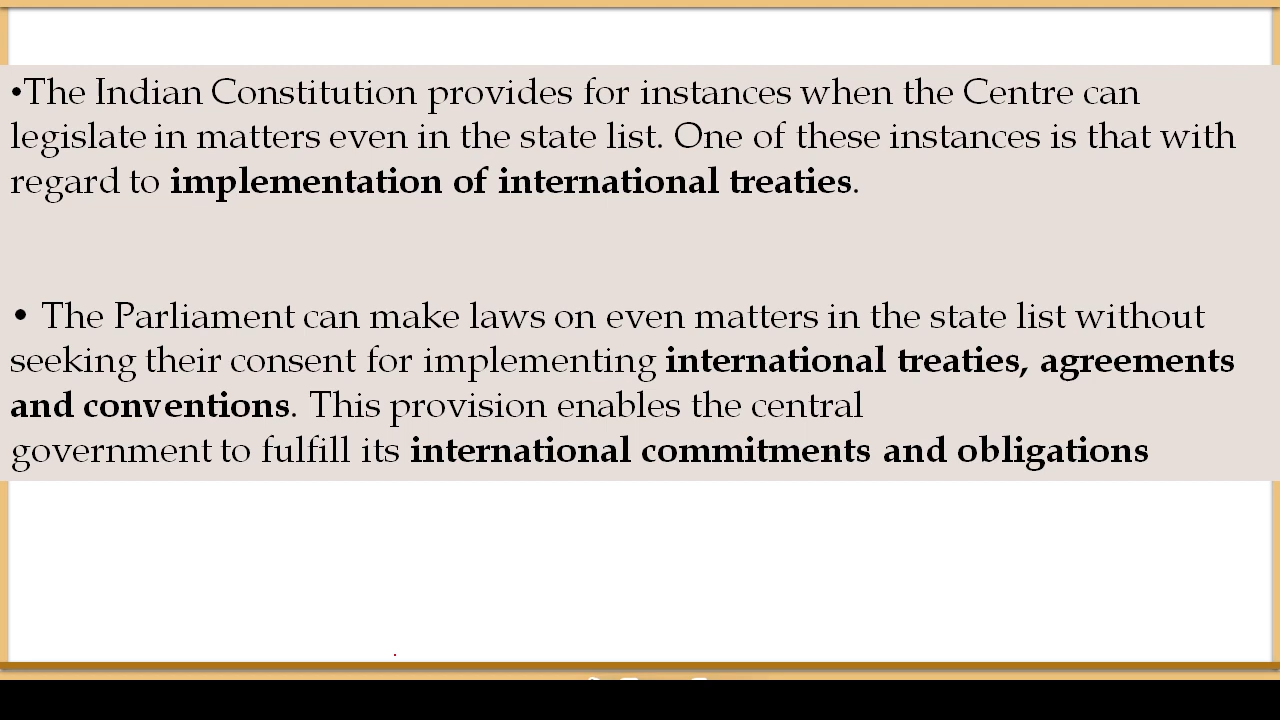 •The Indian Constitution provides for instances when the Centre can
legislate in matters even in the state list. One of these instances is that with
regard to implementation of international treaties.
• The Parliament can make laws on even matters in the state list without
seeking their consent for implementing international treaties, agreements
and conventions. This provision enables the central
government to fulfill its international commitments and obligations